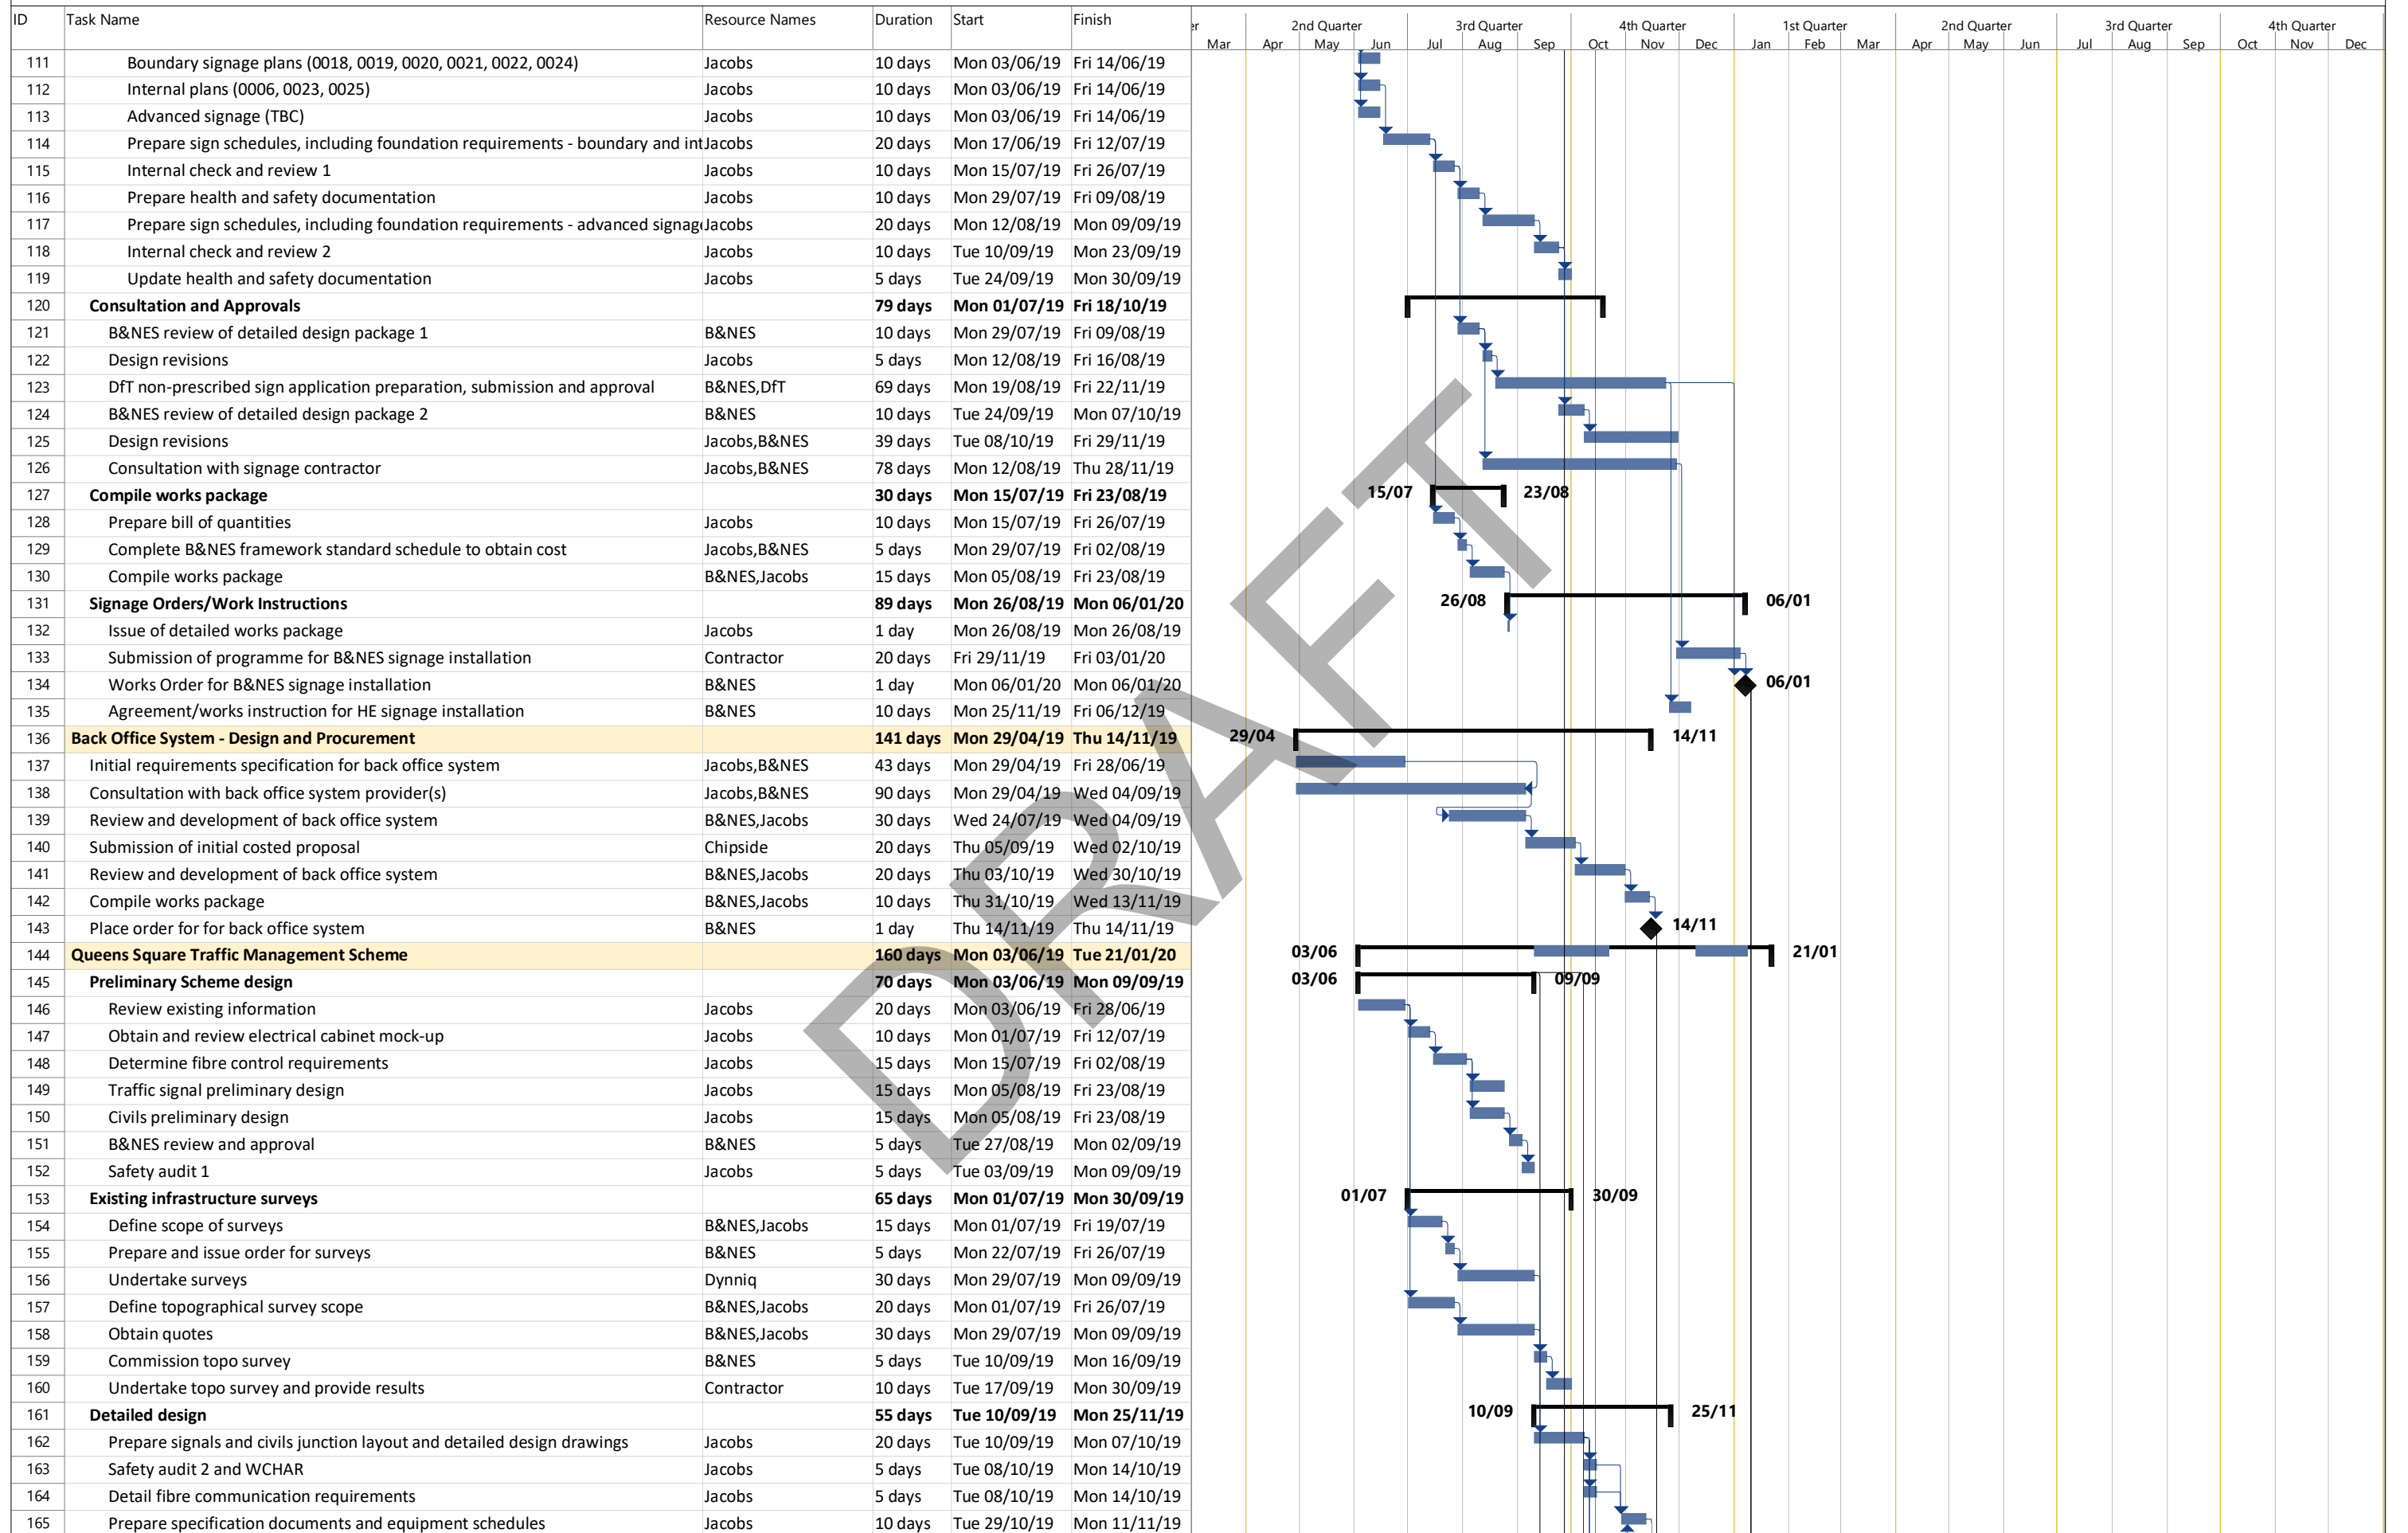 ID Task Name Resource Names Duration Start Finish
er 2nd Quarter 3rd Quarter 4th Quarter 1st Quarter 2nd Quarter 3rd Quarter 4th Quarter
Mar Apr May Jun Jul Aug Sep Oct Nov Dec Jan Feb Mar Apr May Jun Jul Aug Sep Oct Nov Dec
111 Boundary signage plans (0018, 0019, 0020, 0021, 0022, 0024) Jacobs 10 days Mon 03/06/19 Fri 14/06/19
112 Internal plans (0006, 0023, 0025) Jacobs 10 days Mon 03/06/19 Fri 14/06/19
113 Advanced signage (TBC) Jacobs 10 days Mon 03/06/19 Fri 14/06/19
114 Prepare sign schedules, including foundation requirements - boundary and int Jacobs 20 days Mon 17/06/19 Fri 12/07/19
115 Internal check and review 1 Jacobs 10 days Mon 15/07/19 Fri 26/07/19
116 Prepare health and safety documentation Jacobs 10 days Mon 29/07/19 Fri 09/08/19
117 Prepare sign schedules, including foundation requirements - advanced signage Jacobs 20 days Mon 12/08/19 Mon 09/09/19
118 Internal check and review 2 Jacobs 10 days Tue 10/09/19 Mon 23/09/19
119 Update health and safety documentation Jacobs 5 days Tue 24/09/19 Mon 30/09/19
120 Consultation and Approvals 79 days Mon 01/07/19 Fri 18/10/19
121 B&NES review of detailed design package 1 B&NES 10 days Mon 29/07/19 Fri 09/08/19
122 Design revisions Jacobs 5 days Mon 12/08/19 Fri 16/08/19
123 DfT non-prescribed sign application preparation, submission and approval B&NES,DfT 69 days Mon 19/08/19 Fri 22/11/19
124 B&NES review of detailed design package 2 B&NES 10 days Tue 24/09/19 Mon 07/10/19
125 Design revisions Jacobs,B&NES 39 days Tue 08/10/19 Fri 29/11/19
126 Consultation with signage contractor Jacobs,B&NES 78 days Mon 12/08/19 Thu 28/11/19
127 Compile works package 30 days Mon 15/07/19 Fri 23/08/19 15/07 23/08
128 Prepare bill of quantities Jacobs 10 days Mon 15/07/19 Fri 26/07/19
129 Complete B&NES framework standard schedule to obtain cost Jacobs,B&NES 5 days Mon 29/07/19 Fri 02/08/19
130 Compile works package B&NES,Jacobs 15 days Mon 05/08/19 Fri 23/08/19
131 Signage Orders/Work Instructions 89 days Mon 26/08/19 Mon 06/01/20 26/08 06/01
132 Issue of detailed works package Jacobs 1 day Mon 26/08/19 Mon 26/08/19
133 Submission of programme for B&NES signage installation Contractor 20 days Fri 29/11/19 Fri 03/01/20
134 Works Order for B&NES signage installation B&NES 1 day Mon 06/01/20 Mon 06/01/20 06/01
135 Agreement/works instruction for HE signage installation B&NES 10 days Mon 25/11/19 Fri 06/12/19
136 Back Office System - Design and Procurement 141 days Mon 29/04/19 Thu 14/11/19 29/04 14/11
137 Initial requirements specification for back office system Jacobs,B&NES 43 days Mon 29/04/19 Fri 28/06/19
138 Consultation with back office system provider(s) Jacobs,B&NES 90 days Mon 29/04/19 Wed 04/09/19
139 Review and development of back office system B&NES,Jacobs 30 days Wed 24/07/19 Wed 04/09/19
140 Submission of initial costed proposal Chipside 20 days Thu 05/09/19 Wed 02/10/19
141 Review and development of back office system B&NES,Jacobs 20 days Thu 03/10/19 Wed 30/10/19
142 Compile works package B&NES,Jacobs 10 days Thu 31/10/19 Wed 13/11/19
143 Place order for for back office system B&NES 1 day Thu 14/11/19 Thu 14/11/19 14/11
144 Queens Square Traffic Management Scheme 160 days Mon 03/06/19 Tue 21/01/20 03/06 21/01
145 Preliminary Scheme design 70 days Mon 03/06/19 Mon 09/09/19 03/06 09/09
146 Review existing information Jacobs 20 days Mon 03/06/19 Fri 28/06/19
147 Obtain and review electrical cabinet mock-up Jacobs 10 days Mon 01/07/19 Fri 12/07/19
148 Determine fibre control requirements Jacobs 15 days Mon 15/07/19 Fri 02/08/19
149 Traffic signal preliminary design Jacobs 15 days Mon 05/08/19 Fri 23/08/19
150 Civils preliminary design Jacobs 15 days Mon 05/08/19 Fri 23/08/19
151 B&NES review and approval B&NES 5 days Tue 27/08/19 Mon 02/09/19
152 Safety audit 1 Jacobs 5 days Tue 03/09/19 Mon 09/09/19
153 Existing infrastructure surveys 65 days Mon 01/07/19 Mon 30/09/19 01/07 30/09
154 Define scope of surveys B&NES,Jacobs 15 days Mon 01/07/19 Fri 19/07/19
155 Prepare and issue order for surveys B&NES 5 days Mon 22/07/19 Fri 26/07/19
156 Undertake surveys Dynniq 30 days Mon 29/07/19 Mon 09/09/19
157 Define topographical survey scope B&NES,Jacobs 20 days Mon 01/07/19 Fri 26/07/19
158 Obtain quotes B&NES,Jacobs 30 days Mon 29/07/19 Mon 09/09/19
159 Commission topo survey B&NES 5 days Tue 10/09/19 Mon 16/09/19
160 Undertake topo survey and provide results Contractor 10 days Tue 17/09/19 Mon 30/09/19
161 Detailed design 55 days Tue 10/09/19 Mon 25/11/19 10/09 25/11
162 Prepare signals and civils junction layout and detailed design drawings Jacobs 20 days Tue 10/09/19 Mon 07/10/19
163 Safety audit 2 and WCHAR Jacobs 5 days Tue 08/10/19 Mon 14/10/19
164 Detail fibre communication requirements Jacobs 5 days Tue 08/10/19 Mon 14/10/19
165 Prepare specification documents and equipment schedules Jacobs 10 days Tue 29/10/19 Mon 11/11/19
DRAFT